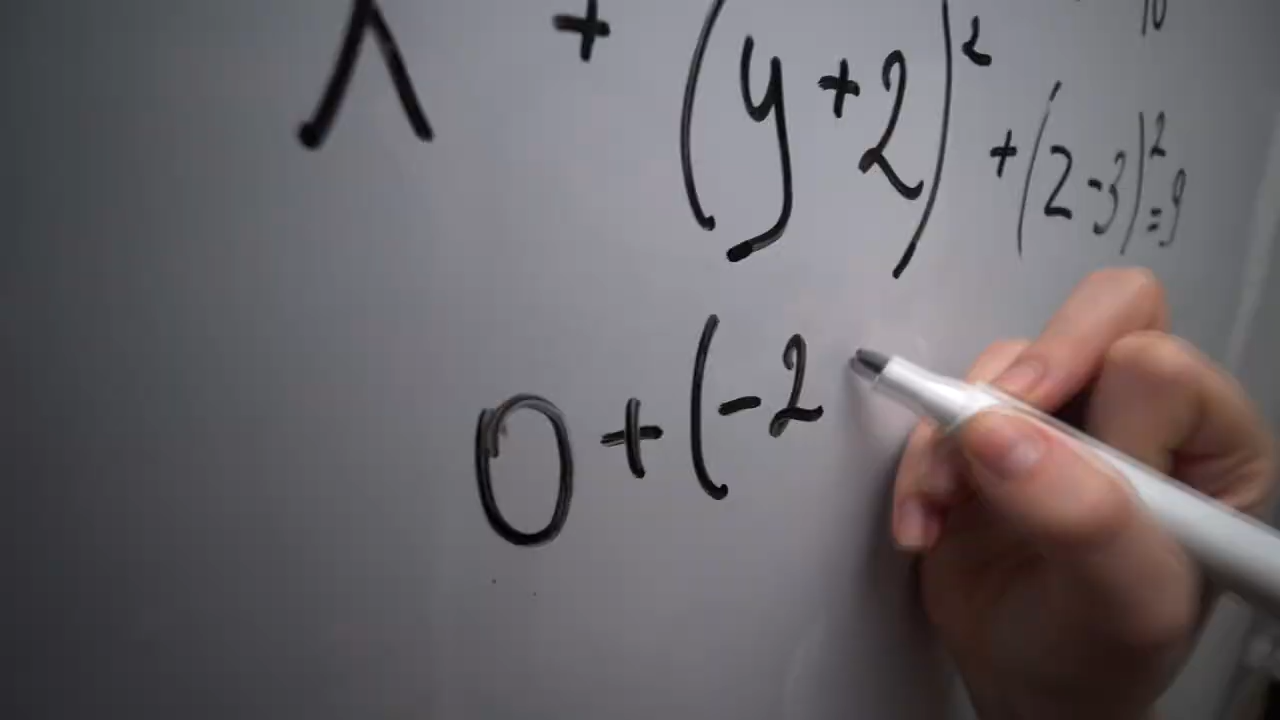 + (y+2)² + (2-3)² = 9
0 + (-2